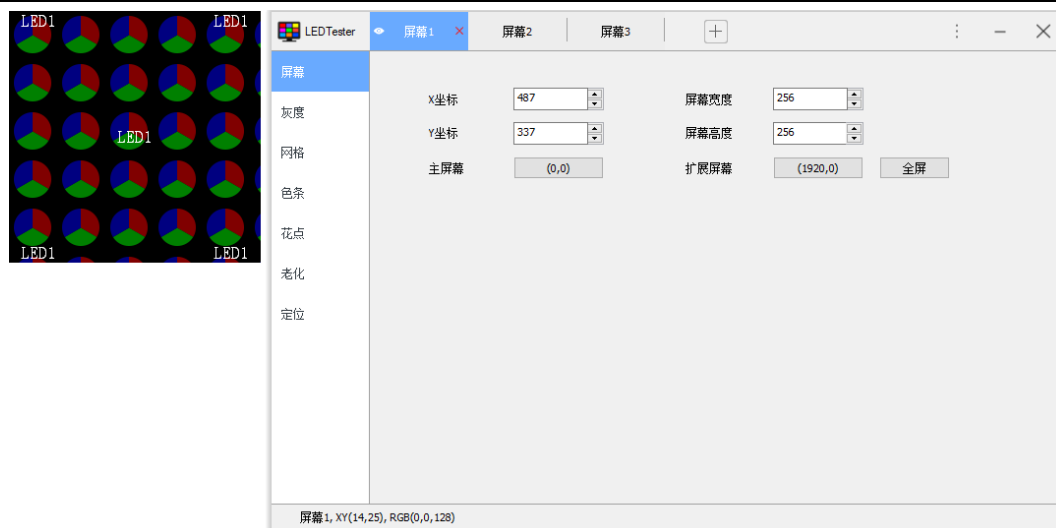 LED1 LED1
LED1
LED1 LED1
LEDTester 屏幕1 × 屏幕2 屏幕3
屏幕
灰度
网格
色条
花点
老化
定位
X坐标 487 屏幕宽度 256
Y坐标 337 屏幕高度 256
主屏幕 (0,0) 扩展屏幕 (1920,0) 全屏
屏幕1, XY(14,25), RGB(0,0,128)